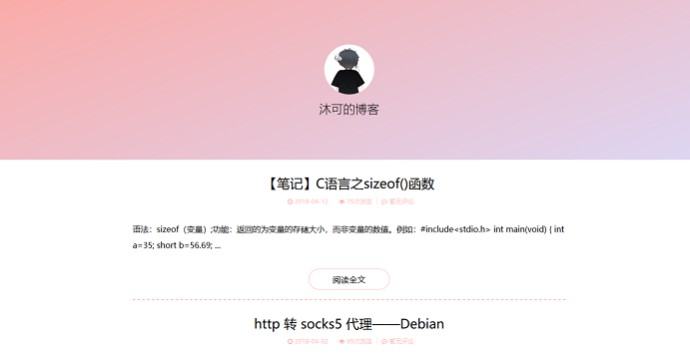 沐可的博客
【笔记】C语言之sizeof()函数
2018-04-12 暂无评论
语法：sizeof（变量）;功能：返回的为变量的存储大小，而非变量的数值。例如：#include<stdio.h> int main(void) { int
a=35; short b=56.69; ...
阅读全文
http 转 socks5 代理——Debian
2018-04-02 暂无评论